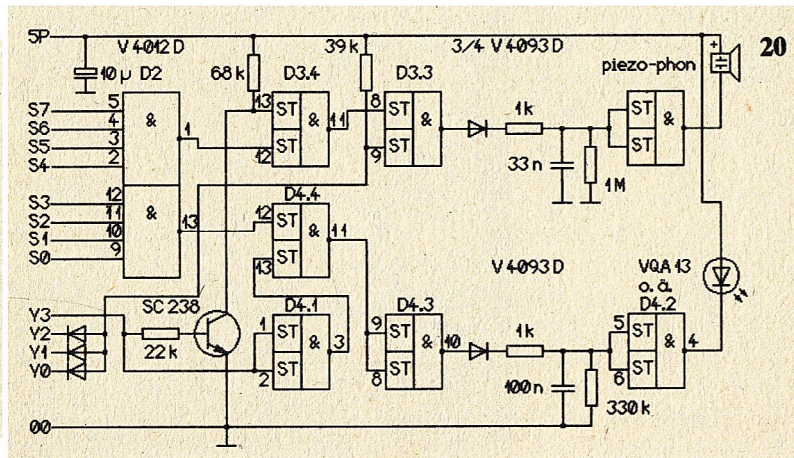 5P V4012D 39k 3/4 V4093D 20
10µ D2 68k D3.4 D3.3 piezo-phon +
S7 5 & 13 ST & 11 8 ST & 1k ST &
S6 4 1
S5 3 12 ST 9 ST 33n 1M ST
S4 2
S3 12 & 13 D4.4
S2 11 12 ST & 11
S1 10 13 ST V4093D VQA13
S0 9 o.ä.
SC238 D4.1 D4.3 D4.2
Y3 1 ST & 3 9 ST & 10 1k 5 ST & 4
Y2 22k
Y1 2 ST 8 ST 100n 6 ST
Y0 330k
00